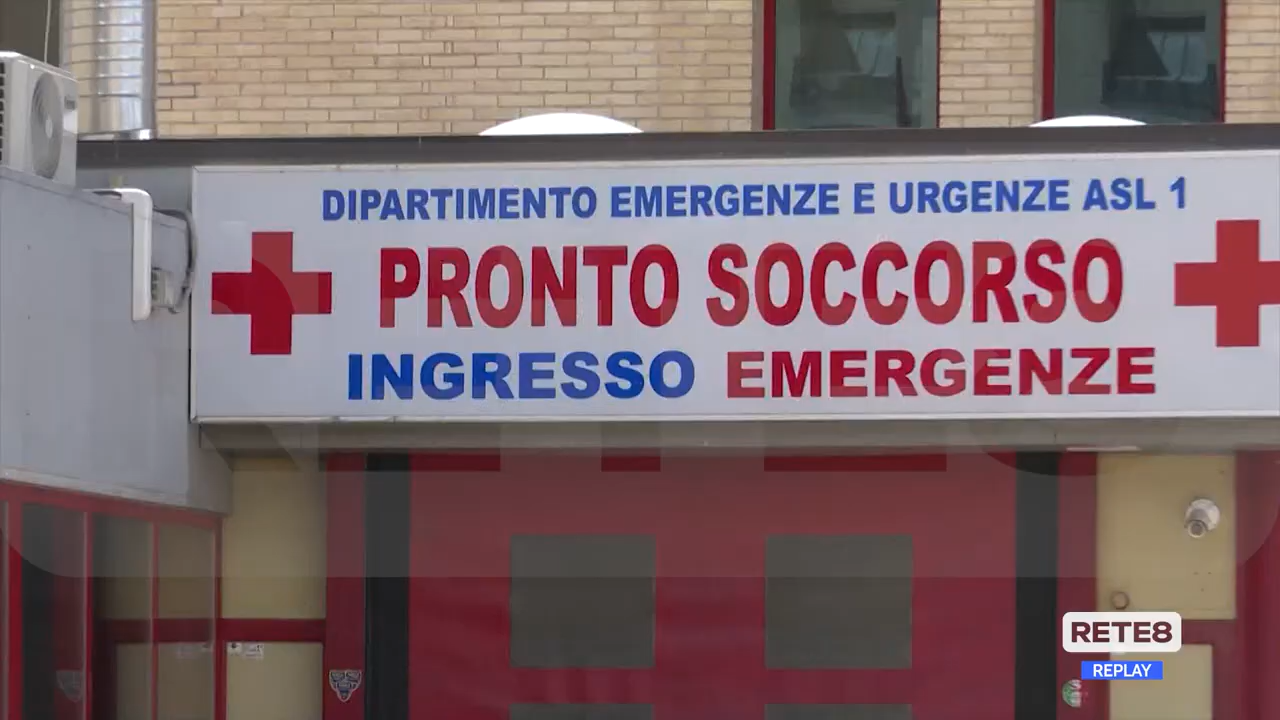 DIPARTIMENTO EMERGENZE E URGENZE ASL 1
PRONTO SOCCORSO
INGRESSO EMERGENZE
RETE8
REPLAY